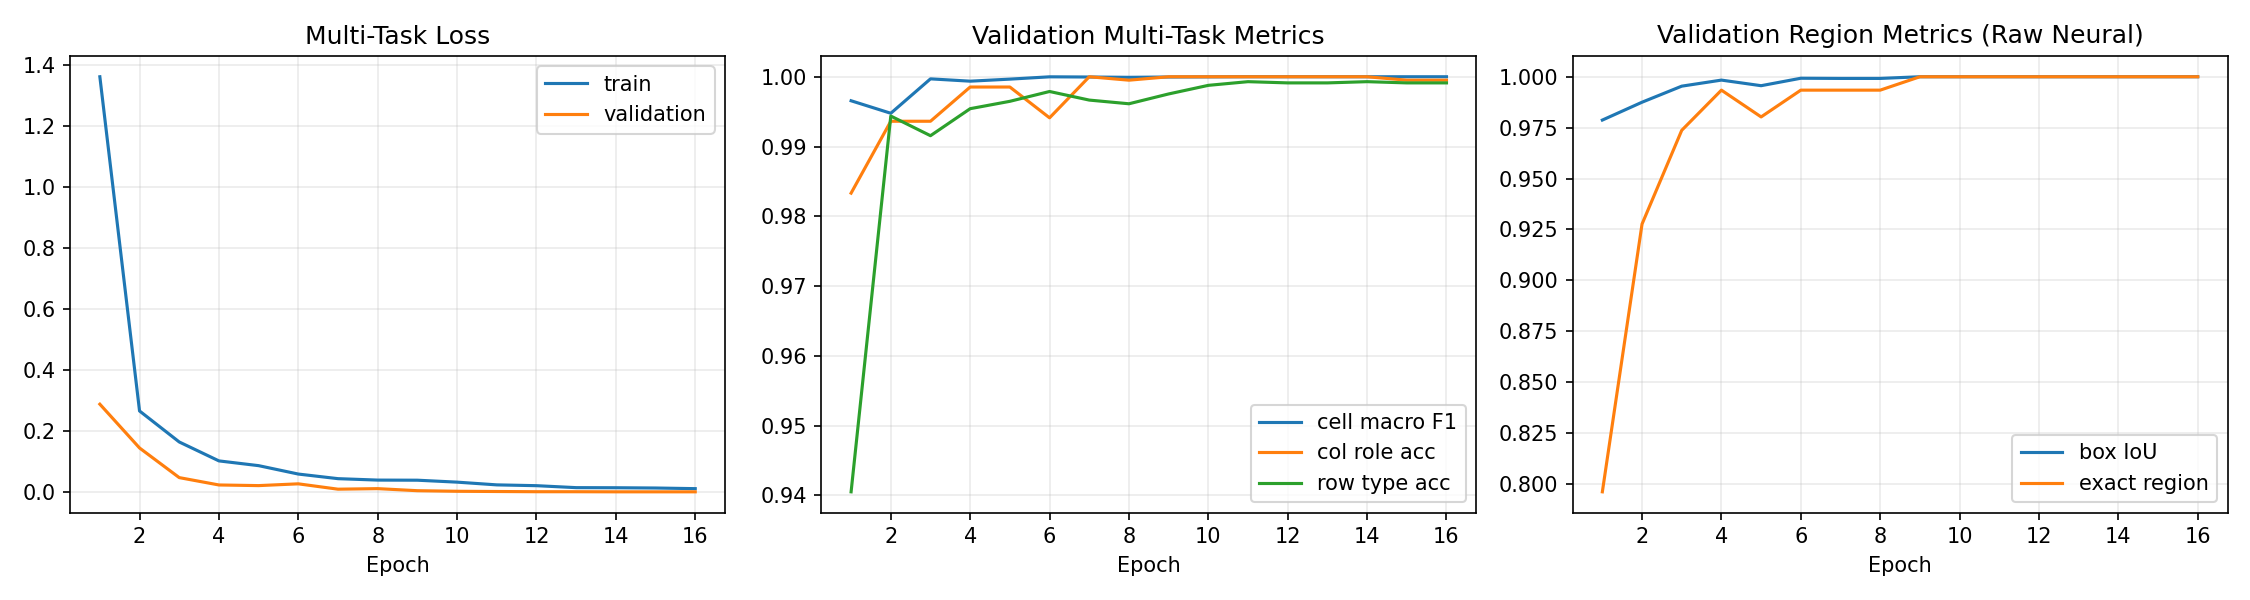 Multi-Task Loss
1.4
1.2
1.0
0.8
0.6
0.4
0.2
0.0
train
validation
2 4 6 8 10 12 14 16
Epoch
Validation Multi-Task Metrics
1.00
0.99
0.98
0.97
0.96
0.95
0.94
cell macro F1
col role acc
row type acc
2 4 6 8 10 12 14 16
Epoch
Validation Region Metrics (Raw Neural)
1.000
0.975
0.950
0.925
0.900
0.875
0.850
0.825
0.800
box IoU
exact region
2 4 6 8 10 12 14 16
Epoch